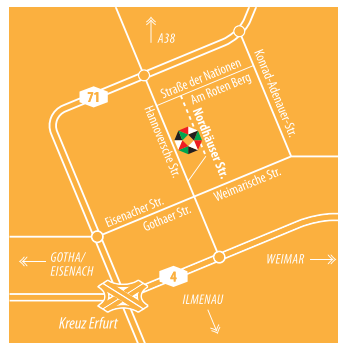 A38
71
Straße der Nationen
Am Roten Berg
Konrad-Adenauer-Str.
Hannoversche Str.
Nordhäuser Str.
Eisenacher Str.
Gothaer Str.
Weimarische Str.
GOTHA/
EISENACH
4
WEIMAR
ILMENAU
Kreuz Erfurt